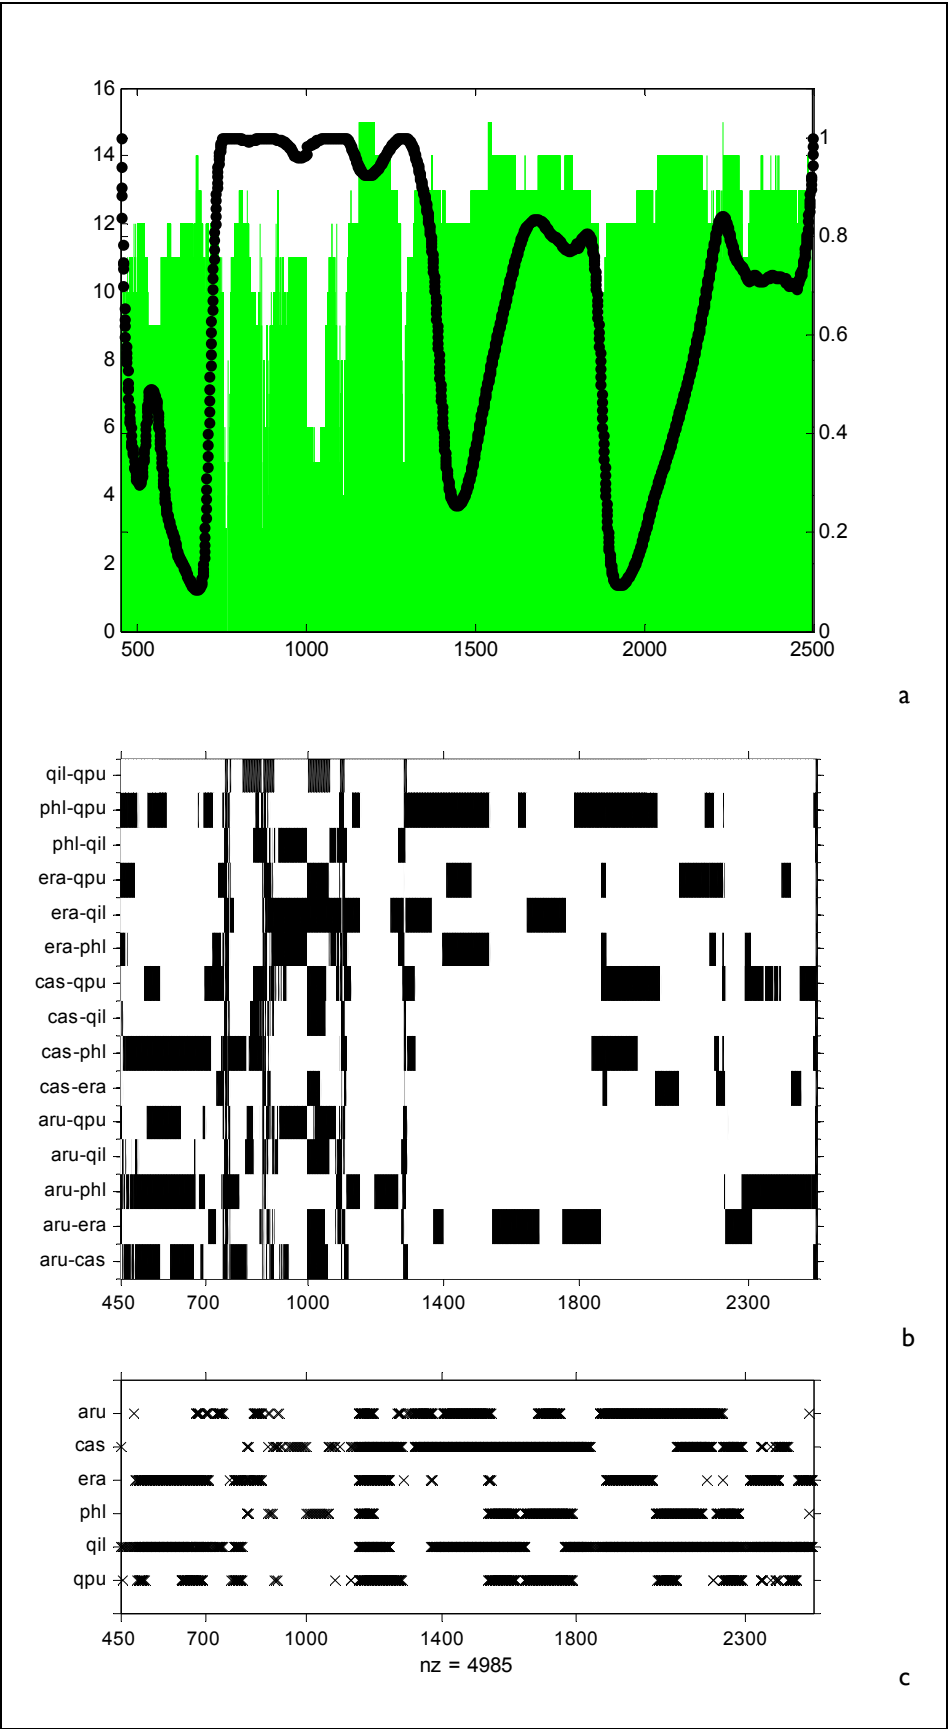 16
14
12
10
8
6
4
2
0
1
0.8
0.6
0.4
0.2
0
500 1000 1500 2000 2500
a
qil-qpu
phl-qpu
phl-qil
era-qpu
era-qil
era-phl
cas-qpu
cas-qil
cas-phl
cas-era
aru-qpu
aru-qil
aru-phl
aru-era
aru-cas
450 700 1000 1400 1800 2300
b
aru
cas
era
phl
qil
qpu
450 700 1000 1400 1800 2300
nz = 4985
c